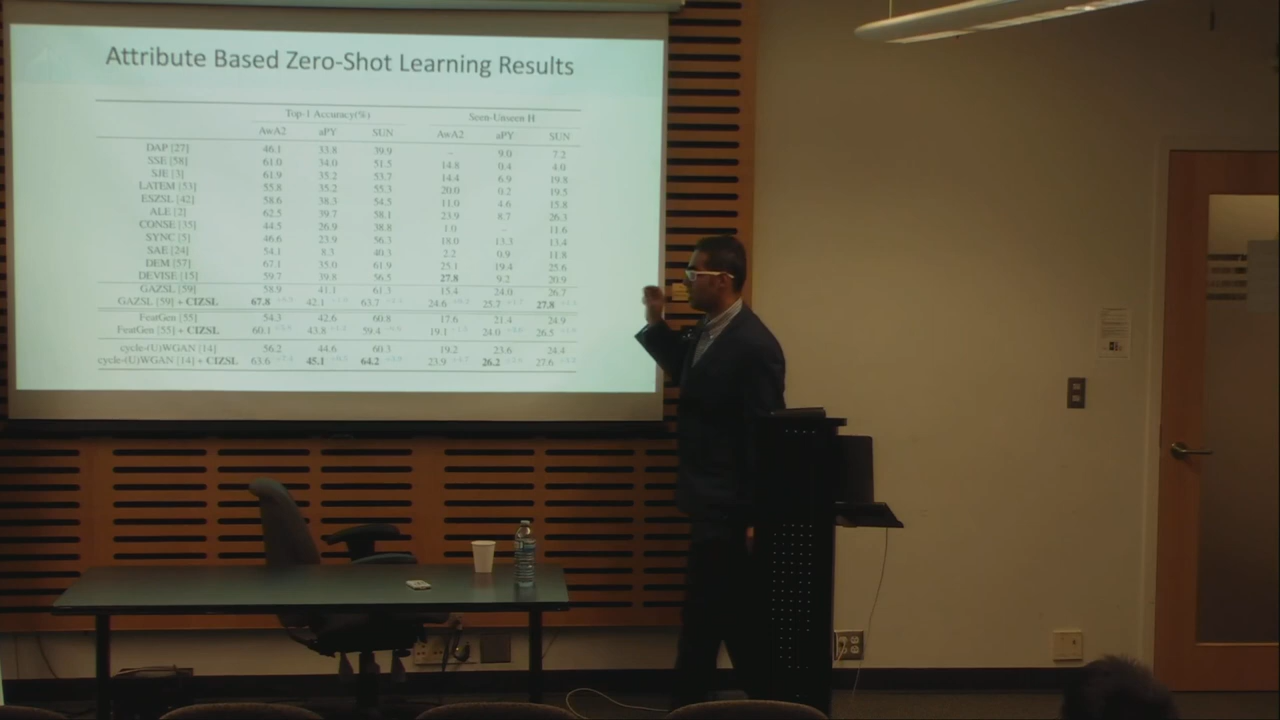 Attribute Based Zero-Shot Learning Results
Top-1 Accuracy(%) Seen-Unseen H
AwA2 aPY SUN AwA2 aPY SUN
DAP [27] 46.1 33.8 39.9 – 9.0 7.2
SSE [58] 61.0 34.0 51.5 14.8 0.4 4.0
SJE [3] 61.9 35.2 53.7 14.4 6.9 19.8
LATEM [53] 55.8 35.2 55.3 20.0 0.2 19.5
ESZSL [42] 58.6 38.3 54.5 11.0 4.6 15.8
ALE [2] 62.5 39.7 58.1 23.9 8.7 26.3
CONSE [35] 44.5 26.9 38.8 1.0 – 11.6
SYNC [5] 46.6 23.9 56.3 18.0 13.3 13.4
SAE [24] 54.1 8.3 40.3 2.2 0.9 11.8
DEM [57] 67.1 35.0 61.9 25.1 19.4 25.6
DEVISE [15] 59.7 39.8 56.5 27.8 9.2 20.9
GAZSL [59] 58.9 41.1 61.3 15.4 24.0 26.7
GAZSL [59] + CIZSL 67.8 42.1 63.7 24.6 25.7 27.8
FeatGen [55] 54.3 42.6 60.8 17.6 21.4 24.9
FeatGen [55] + CIZSL 60.1 43.8 59.4 19.1 24.0 26.5
cycle-(U)WGAN [14] 56.2 44.6 60.3 19.2 23.6 24.4
cycle-(U)WGAN [14] + CIZSL 63.6 45.1 64.2 23.9 26.2 27.6